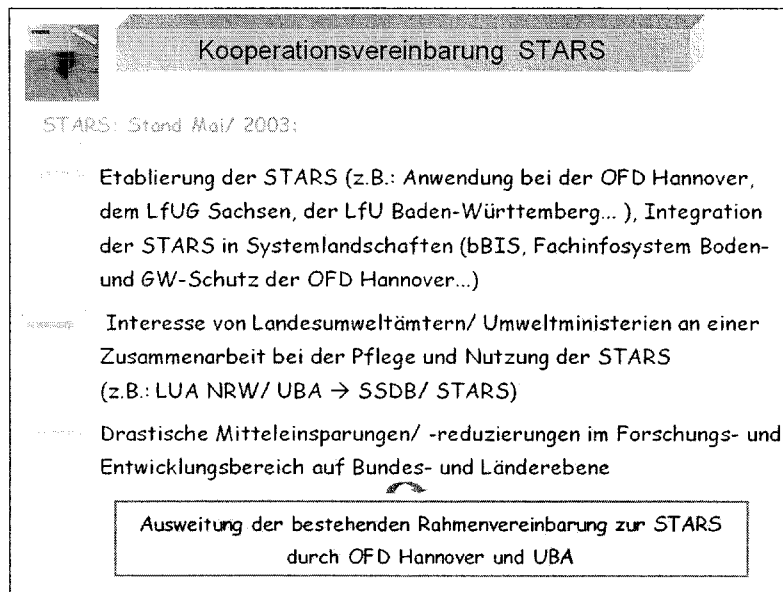 Kooperationsvereinbarung STARS
STARS: Stand Mai/ 2003:
Etablierung der STARS (z.B.: Anwendung bei der OFD Hannover,
dem LfUG Sachsen, der LfU Baden-Württemberg... ), Integration
der STARS in Systemlandschaften (bBIS, Fachinfosystem Boden-
und GW-Schutz der OFD Hannover...)
Interesse von Landesumweltämtern/ Umweltministerien an einer
Zusammenarbeit bei der Pflege und Nutzung der STARS
(z.B.: LUA NRW/ UBA → SSDB/ STARS)
Drastische Mitteleinsparungen/ -reduzierungen im Forschungs- und
Entwicklungsbereich auf Bundes- und Länderebene
Ausweitung der bestehenden Rahmenvereinbarung zur STARS
durch OFD Hannover und UBA